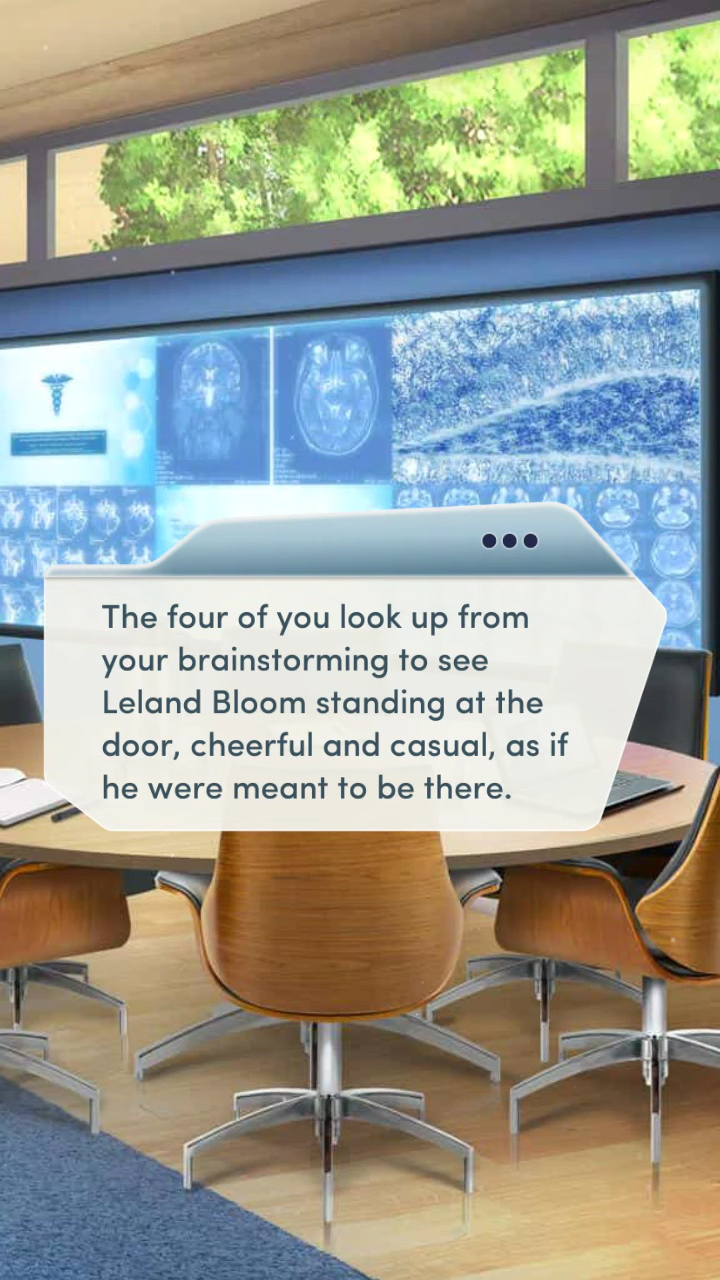 The four of you look up from
your brainstorming to see
Leland Bloom standing at the
door, cheerful and casual, as if
he were meant to be there.